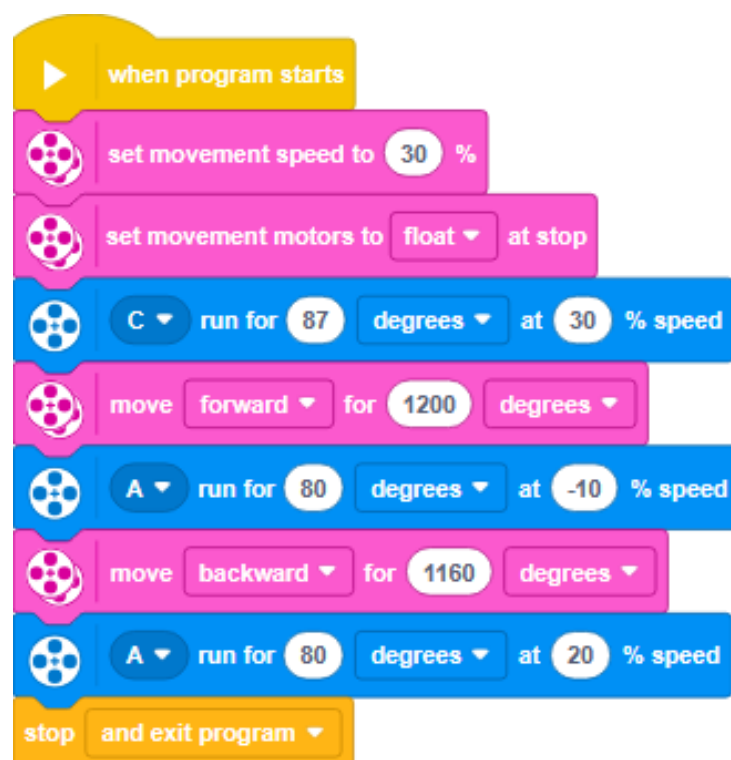 when program starts
set movement speed to 30 %
set movement motors to float at stop
C run for 87 degrees at 30 % speed
move forward for 1200 degrees
A run for 80 degrees at -10 % speed
move backward for 1160 degrees
A run for 80 degrees at 20 % speed
stop and exit program